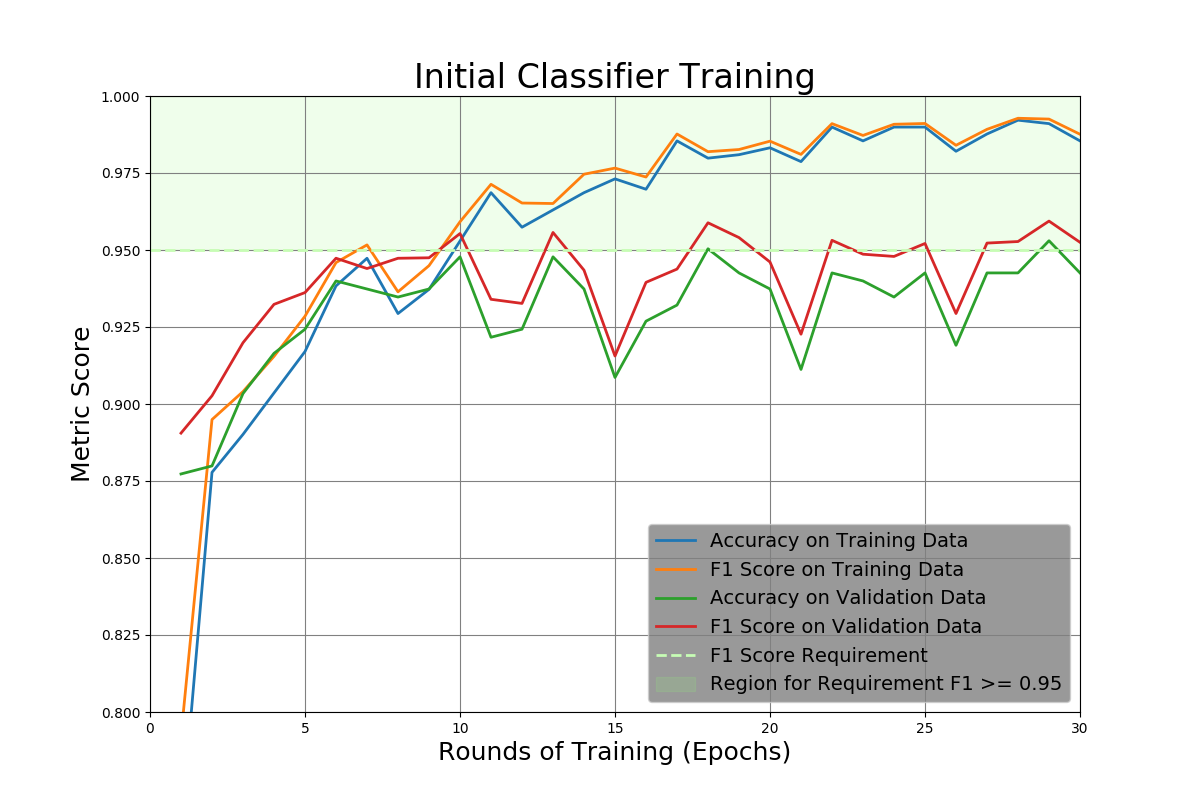 Initial Classifier Training
1.000
0.975
0.950
0.925
0.900
0.875
0.850
0.825
0.800
Metric Score
Accuracy on Training Data
F1 Score on Training Data
Accuracy on Validation Data
F1 Score on Validation Data
F1 Score Requirement
Region for Requirement F1 >= 0.95
0 5 10 15 20 25 30
Rounds of Training (Epochs)